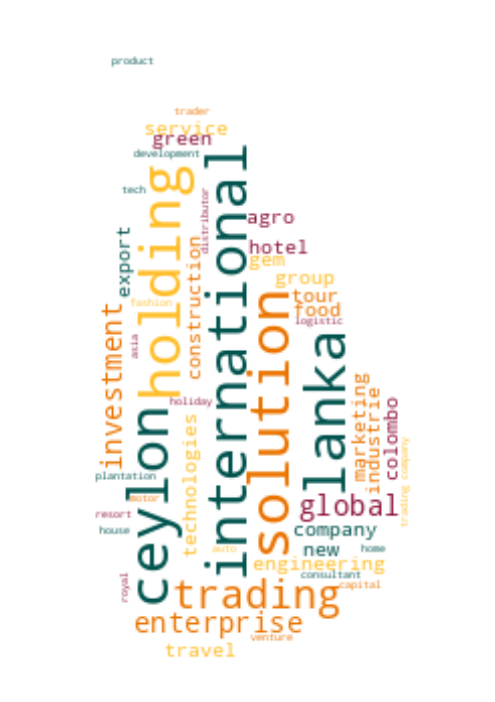 product
trader
service
green
development
tech
distributor
international
holding
agro
export
hotel
construction
gem
group
tour
fashion
food
logistic
investment
asia
solution
lanka
holiday
marketing
industrie
colombo
ceylon
technologies
trading company
plantation
motor
global
resort
house
company
new
home
auto
engineering
consultant
royal
capital
trading
enterprise
venture
travel